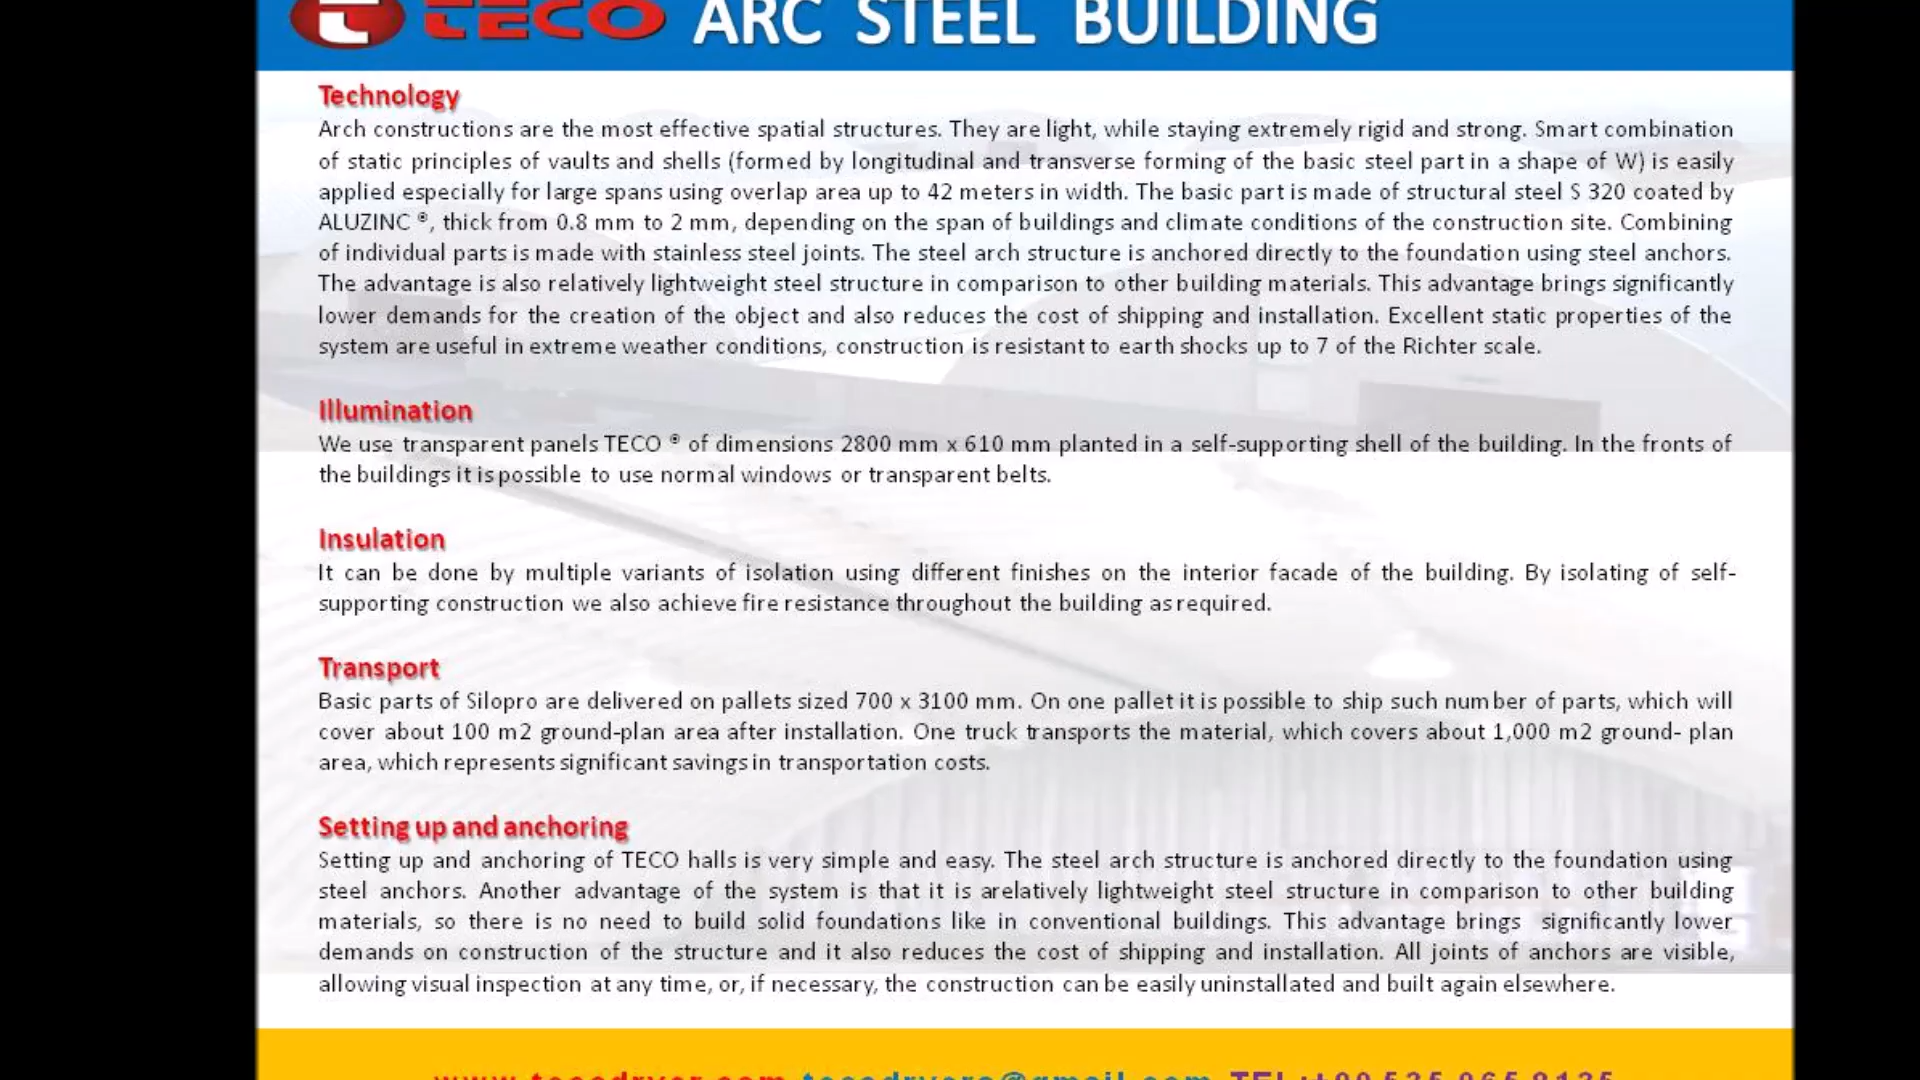 TECO ARC STEEL BUILDING
Technology
Arch constructions are the most effective spatial structures. They are light, while staying extremely rigid and strong. Smart combination
of static principles of vaults and shells (formed by longitudinal and transverse forming of the basic steel part in a shape of W) is easily
applied especially for large spans using overlap area up to 42 meters in width. The basic part is made of structural steel S 320 coated by
ALUZINC ®, thick from 0.8 mm to 2 mm, depending on the span of buildings and climate conditions of the construction site. Combining
of individual parts is made with stainless steel joints. The steel arch structure is anchored directly to the foundation using steel anchors.
The advantage is also relatively lightweight steel structure in comparison to other building materials. This advantage brings significantly
lower demands for the creation of the object and also reduces the cost of shipping and installation. Excellent static properties of the
system are useful in extreme weather conditions, construction is resistant to earth shocks up to 7 of the Richter scale.
Illumination
We use transparent panels TECO ® of dimensions 2800 mm x 610 mm planted in a self-supporting shell of the building. In the fronts of
the buildings it is possible to use normal windows or transparent belts.
Insulation
It can be done by multiple variants of isolation using different finishes on the interior facade of the building. By isolating of self-
supporting construction we also achieve fire resistance throughout the building as required.
Transport
Basic parts of Silopro are delivered on pallets sized 700 x 3100 mm. On one pallet it is possible to ship such number of parts, which will
cover about 100 m2 ground-plan area after installation. One truck transports the material, which covers about 1,000 m2 ground- plan
area, which represents significant savings in transportation costs.
Setting up and anchoring
Setting up and anchoring of TECO halls is very simple and easy. The steel arch structure is anchored directly to the foundation using
steel anchors. Another advantage of the system is that it is arelatively lightweight steel structure in comparison to other building
materials, so there is no need to build solid foundations like in conventional buildings. This advantage brings significantly lower
demands on construction of the structure and it also reduces the cost of shipping and installation. All joints of anchors are visible,
allowing visual inspection at any time, or, if necessary, the construction can be easily uninstallated and built again elsewhere.